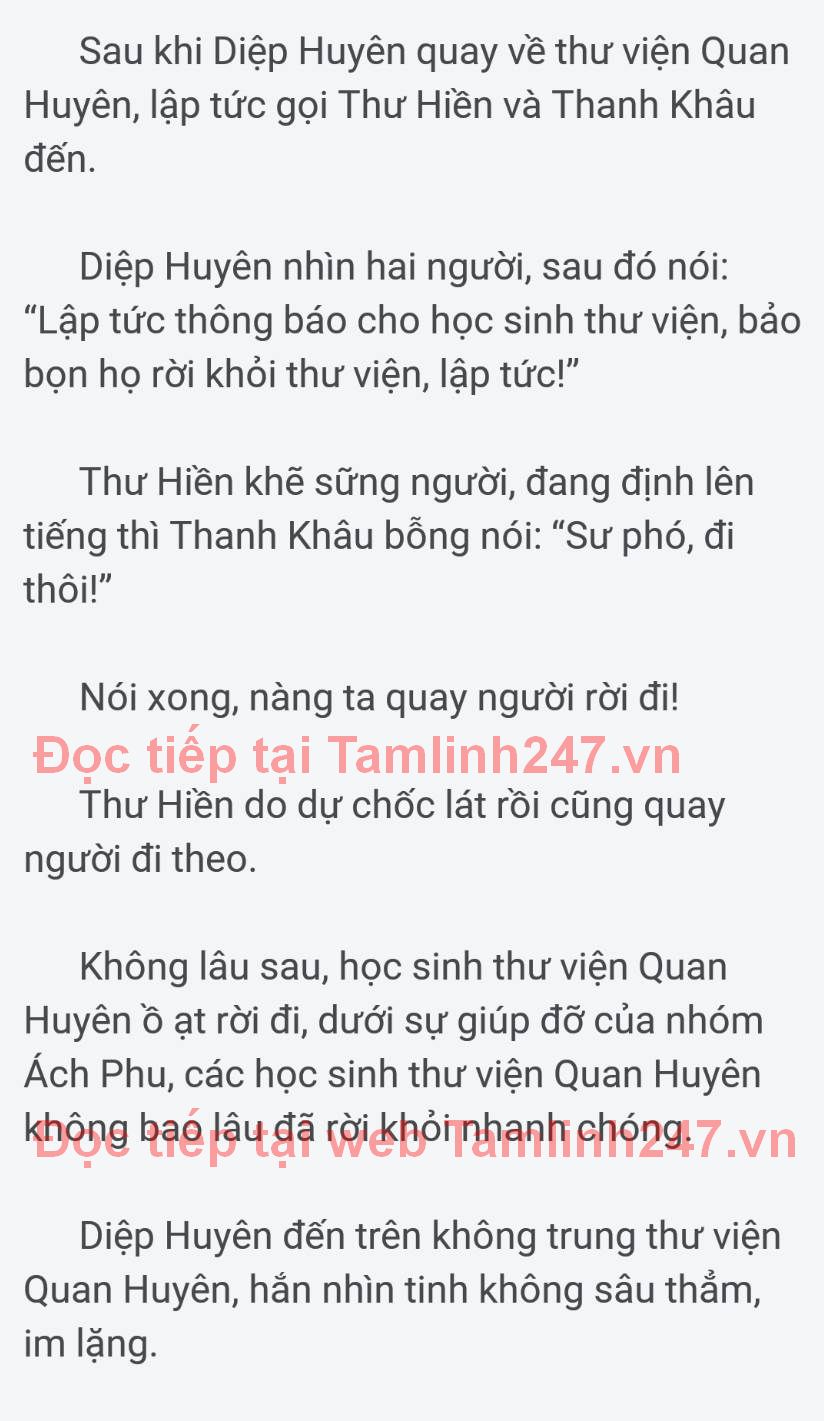 Sau khi Diệp Huyên quay về thư viện Quan
Huyên, lập tức gọi Thư Hiền và Thanh Khâu
đến.
Diệp Huyên nhìn hai người, sau đó nói:
“Lập tức thông báo cho học sinh thư viện, bảo
bọn họ rời khỏi thư viện, lập tức!”
Thư Hiền khẽ sững người, đang định lên
tiếng thì Thanh Khâu bỗng nói: “Sư phó, đi
thôi!”
Nói xong, nàng ta quay người rời đi!
Đọc tiếp tại Tamlinh247.vn
Thư Hiền do dự chốc lát rồi cũng quay
người đi theo.
Không lâu sau, học sinh thư viện Quan
Huyên ồ ạt rời đi, dưới sự giúp đỡ của nhóm
Ách Phu, các học sinh thư viện Quan Huyên
không bao lâu đã rời khỏi nhanh chóng.
Đọc tiếp tại web Tamlinh247.vn
Diệp Huyên đến trên không trung thư viện
Quan Huyên, hắn nhìn tinh không sâu thẳm,
im lặng.